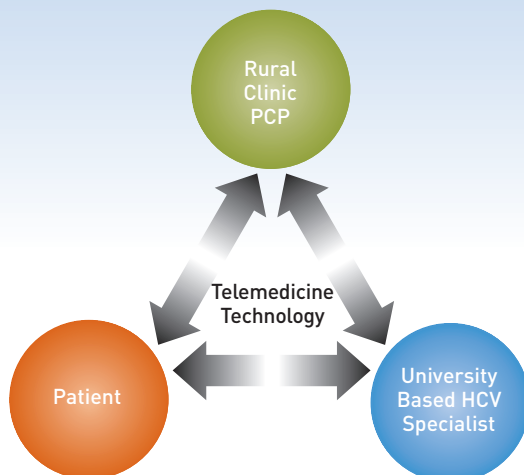 Rural
Clinic
PCP
Telemedicine
Technology
Patient
University
Based HCV
Specialist